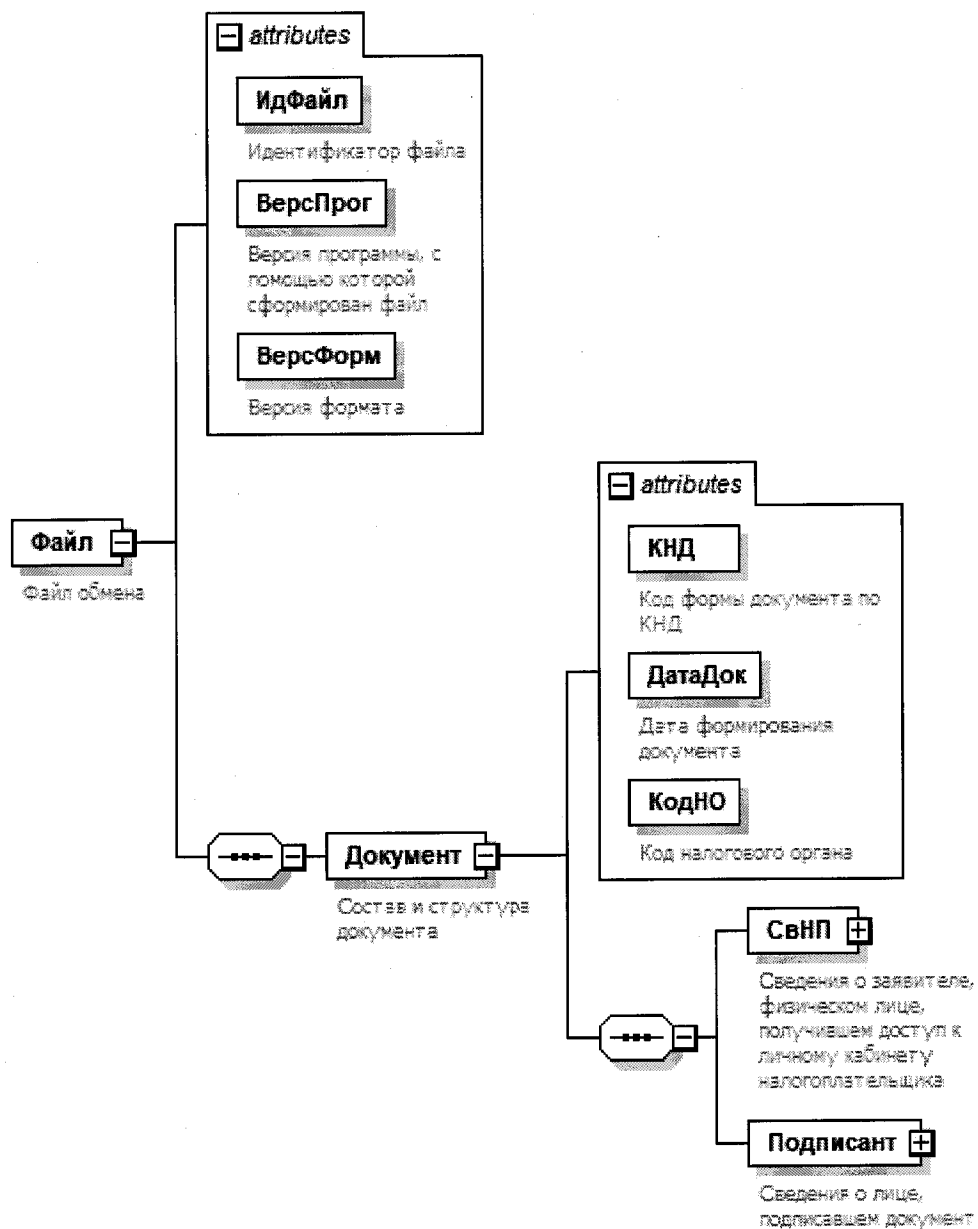 attributes
ИдФайл
Идентификатор файла
ВерсПрог
Версия программы, с
помощью которой
сформирован файл
ВерсФорм
Версия формата
Файл
Файл обмена
attributes
КНД
Код формы документа по
КНД
ДатаДок
Дата формирования
документа
КодНО
Код налогового органа
Документ
Состав и структура
документа
СвНП
Сведения о заявителе,
физическом лице,
получившем доступ к
личному кабинету
налогоплательщика
Подписант
Сведения о лице,
подписавшем документ